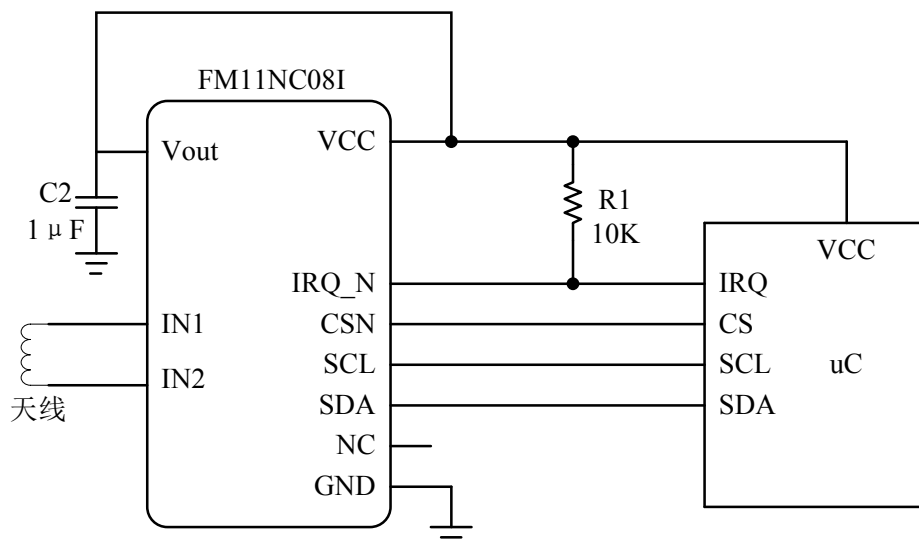 FM11NC08I
Vout
VCC
C2
1μF
R1
10K
VCC
IRQ_N
IRQ
IN1
CSN
CS
SCL
SCL
uC
IN2
天线
SDA
SDA
NC
GND